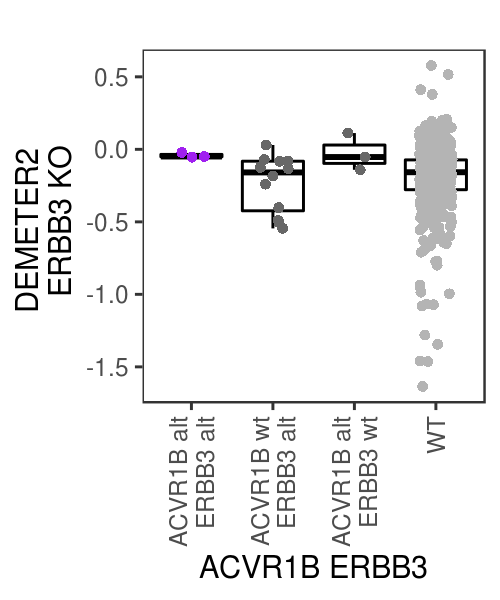 DEMETER2
ERBB3 KO
0.5
0.0
-0.5
-1.0
-1.5
ACVR1B alt
ERBB3 alt
ACVR1B wt
ERBB3 alt
ACVR1B alt
ERBB3 wt
WT
ACVR1B ERBB3